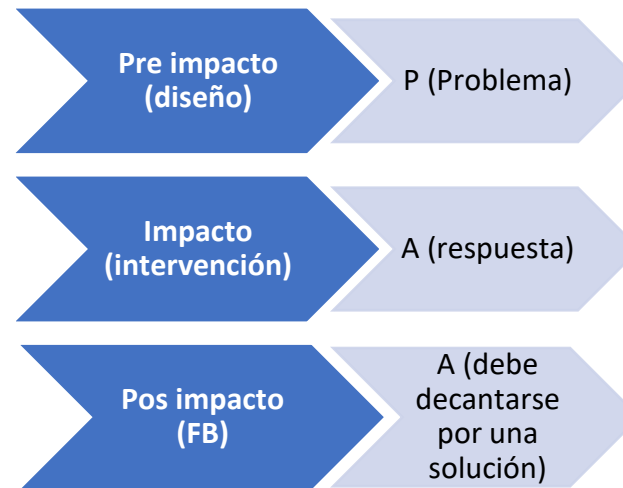 Pre impacto
(diseño)
P (Problema)
Impacto
(intervención)
A (respuesta)
Pos impacto
(FB)
A (debe
decantarse
por una
solución)